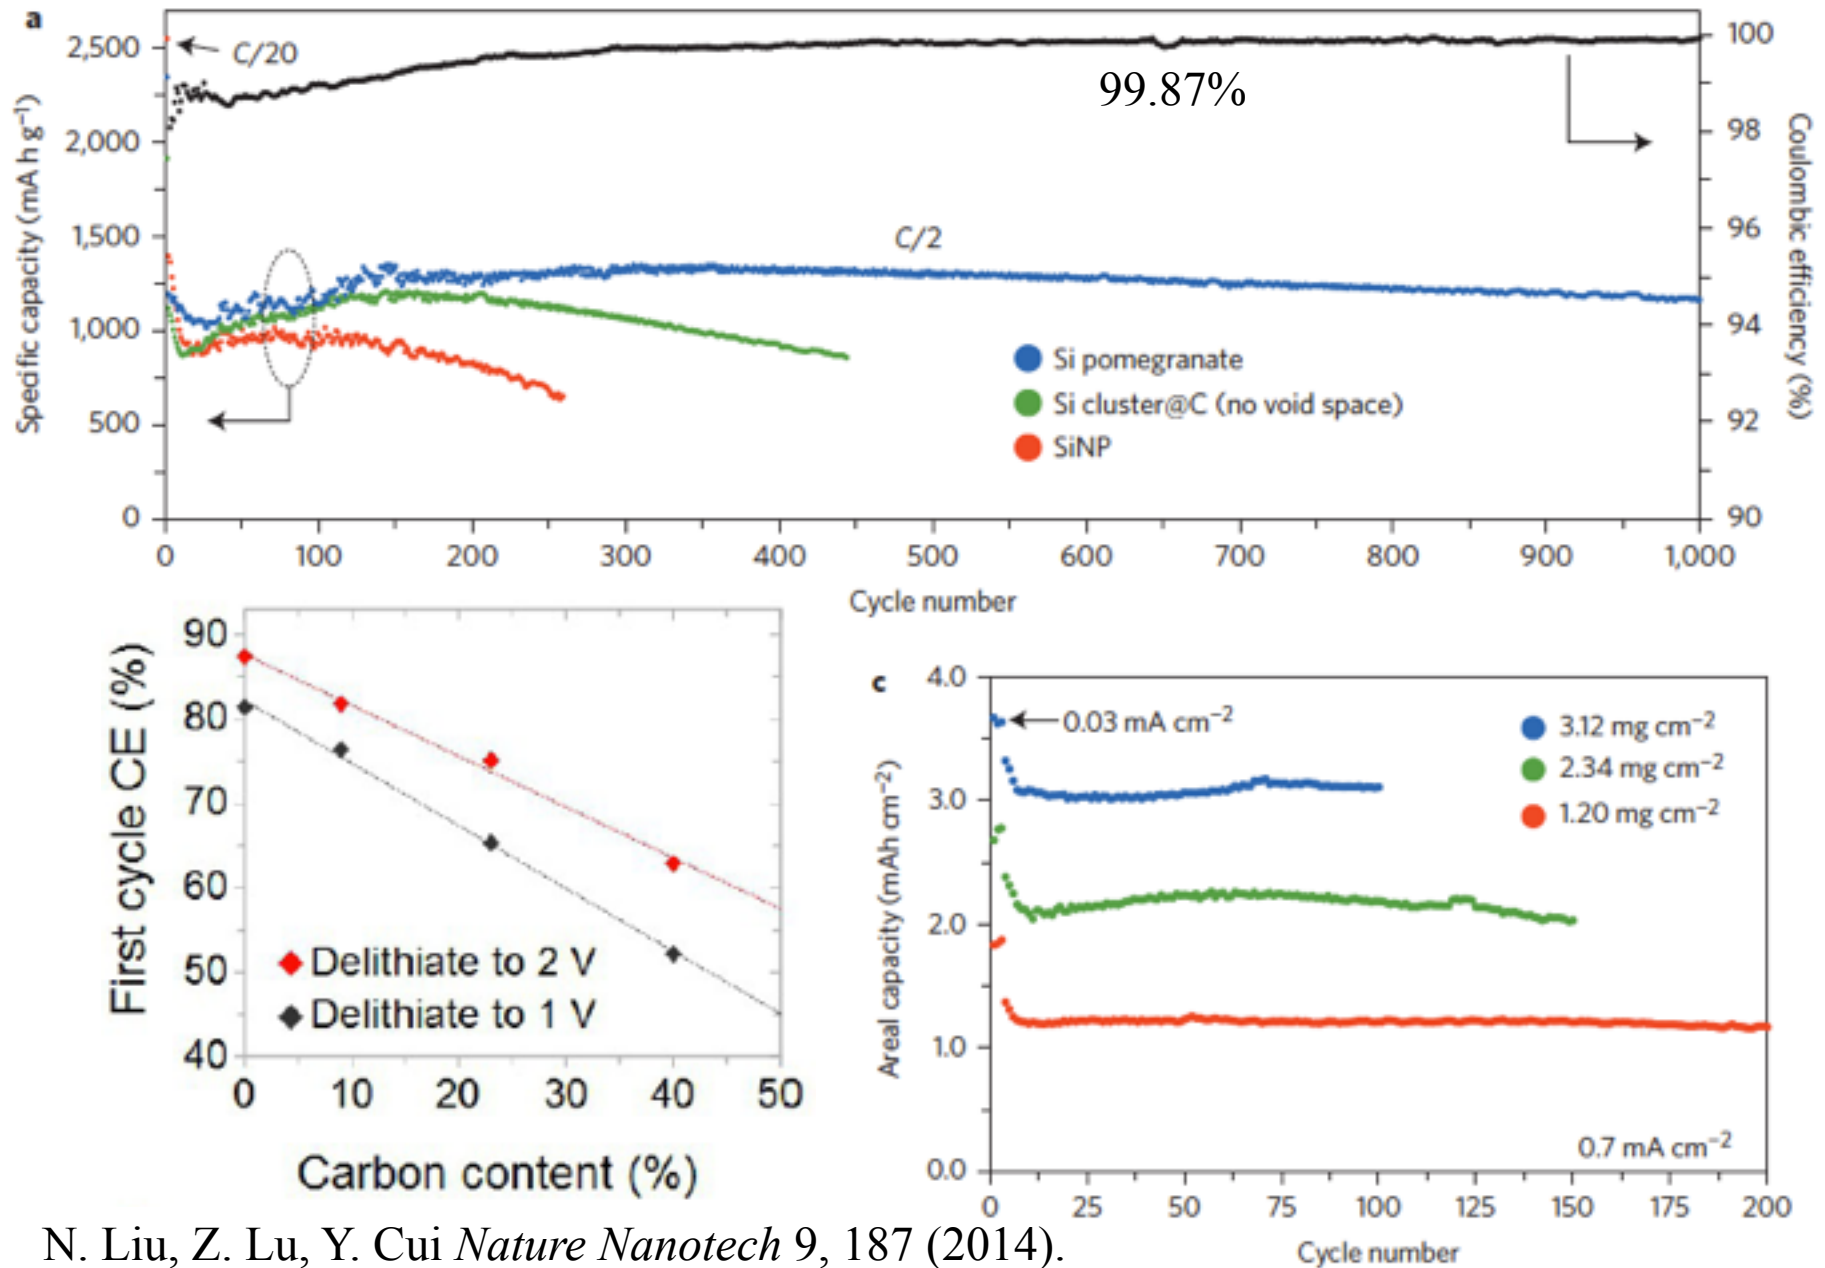 a
C/20
99.87%
C/2
Specific capacity (mA h g⁻¹)
2,500
2,000
1,500
1,000
500
0
Coulombic efficiency (%)
100
98
96
94
92
90
Si pomegranate
Si cluster@C (no void space)
SiNP
0 100 200 300 400 500 600 700 800 900 1,000
Cycle number
First cycle CE (%)
90
80
70
60
50
40
Delithiate to 2 V
Delithiate to 1 V
0 10 20 30 40 50
Carbon content (%)
c
Areal capacity (mAh cm⁻²)
4.0
3.0
2.0
1.0
0.0
0.03 mA cm⁻²
3.12 mg cm⁻²
2.34 mg cm⁻²
1.20 mg cm⁻²
0.7 mA cm⁻²
0 25 50 75 100 125 150 175 200
Cycle number
N. Liu, Z. Lu, Y. Cui Nature Nanotech 9, 187 (2014).